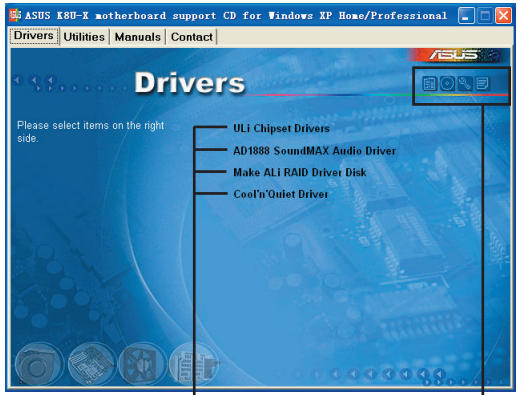 ASUS K8U-X motherboard support CD for Windows XP Home/Professional
Drivers Utilities Manuals Contact
ASUS
Drivers
Please select items on the right
side.
ULi Chipset Drivers
AD1888 SoundMAX Audio Driver
Make ALi RAID Driver Disk
Cool'n'Quiet Driver